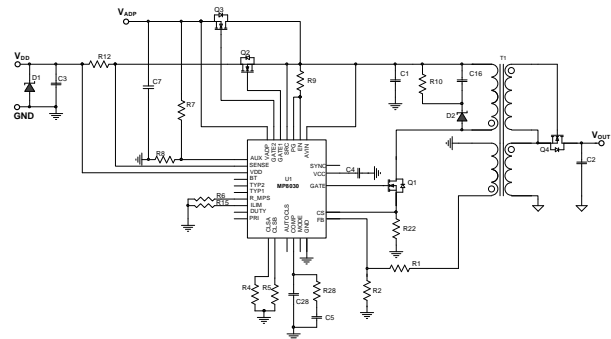 VADP
Q3
VDD
R12
Q2
T1
D1
C3
C7
R9
C1
R10
C16
R7
D2
GND
VOUT
Q4
C2
R8
VADP
GATE2
GATE1
SRC
PG
EN
AVIN
AUX
SENSE
VDD
BT
TYP2
TYP1
R_MPS
ILIM
DUTY
PRI
U1
MP8030
SYNC
VCC
GATE
CS
FB
C4
Q1
R6
R15
R22
CLSA
CLSB
AUTOCLS
COMP
MODE
GND
R1
R4
R5
C28
R28
R2
C5